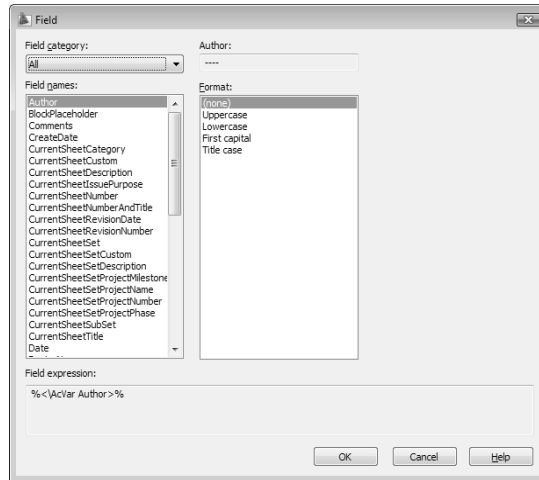 Field
Field category:
All
Author:
----
Field names:
Author
BlockPlaceholder
Comments
CreateDate
CurrentSheetCategory
CurrentSheetCustom
CurrentSheetDescription
CurrentSheetIssuePurpose
CurrentSheetNumber
CurrentSheetNumberAndTitle
CurrentSheetRevisionDate
CurrentSheetRevisionNumber
CurrentSheetSet
CurrentSheetSetCustom
CurrentSheetSetDescription
CurrentSheetSetProjectMilestone
CurrentSheetSetProjectName
CurrentSheetSetProjectNumber
CurrentSheetSetProjectPhase
CurrentSheetSubSet
CurrentSheetTitle
Date
Format:
(none)
Uppercase
Lowercase
First capital
Title case
Field expression:
%<\AcVar Author>%
OK
Cancel
Help